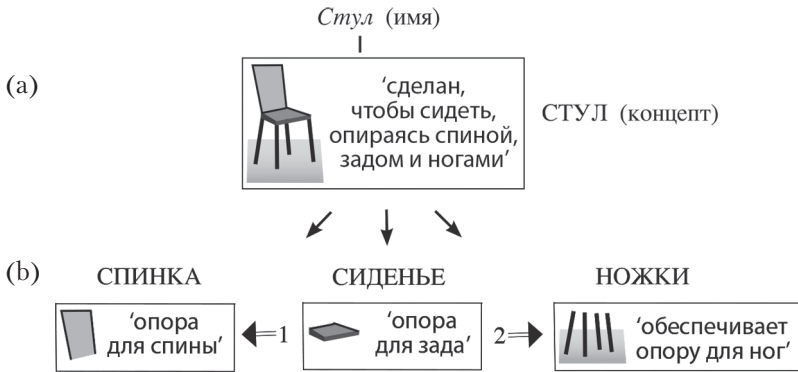 Стул (имя)
(a)
‘сделан,
чтобы сидеть,
опираясь спиной,
задом и ногами’
СТУЛ (концепт)
(b)
СПИНКА
СИДЕНЬЕ
НОЖКИ
‘опора
для спины’
1
‘опора
для зада’
2
‘обеспечивает
опору для ног’